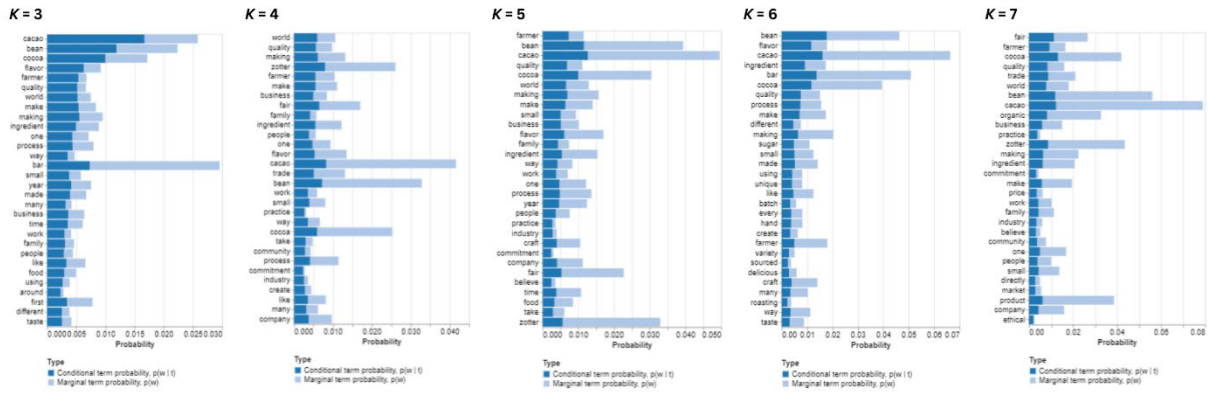 K = 3
cacao
bean
cocoa
flavor
farmer
quality
world
make
making
ingredient
one
process
way
bar
small
year
made
many
business
time
work
family
people
like
food
using
around
first
different
taste
0.000 0.005 0.010 0.015 0.020 0.025 0.030
Probability
Type
Conditional term probability, p(w | t)
Marginal term probability, p(w)
K = 4
world
quality
making
zotter
farmer
make
business
fair
family
ingredient
people
one
flavor
cacao
trade
bean
work
small
practice
way
cocoa
take
community
process
commitment
industry
create
like
many
company
0.000 0.010 0.020 0.030 0.040
Probability
Type
Conditional term probability, p(w | t)
Marginal term probability, p(w)
K = 5
farmer
bean
cacao
quality
cocoa
world
making
make
small
business
flavor
family
ingredient
way
work
one
process
year
people
practice
industry
craft
commitment
company
fair
believe
time
food
take
zotter
0.000 0.010 0.020 0.030 0.040 0.050
Probability
Type
Conditional term probability, p(w | t)
Marginal term probability, p(w)
K = 6
bean
flavor
cacao
ingredient
bar
cocoa
quality
process
make
different
making
sugar
small
made
using
unique
like
batch
every
hand
create
farmer
variety
sourced
delicious
craft
many
roasting
way
taste
0.00 0.01 0.02 0.03 0.04 0.05 0.06 0.07
Probability
Type
Conditional term probability, p(w | t)
Marginal term probability, p(w)
K = 7
fair
farmer
cocoa
quality
trade
world
bean
cacao
organic
business
practice
zotter
making
ingredient
commitment
make
price
work
family
industry
believe
community
one
people
small
directly
market
product
company
ethical
0.00 0.02 0.04 0.06 0.08
Probability
Type
Conditional term probability, p(w | t)
Marginal term probability, p(w)